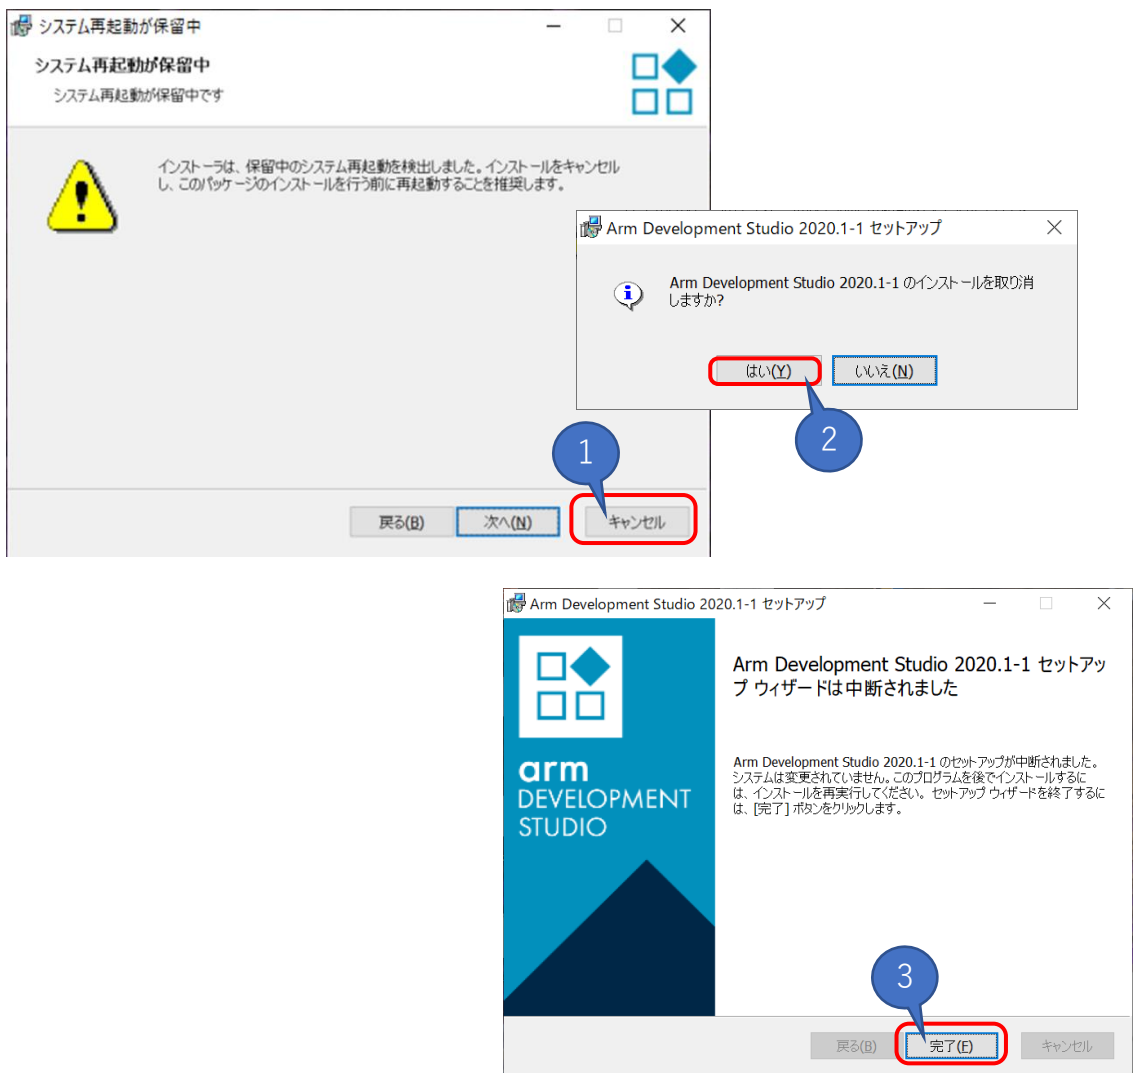 システム再起動が保留中
システム再起動が保留中
システム再起動が保留中です
インストーラは、保留中のシステム再起動を検出しました。インストールをキャンセル
し、このパッケージのインストールを行う前に再起動することを推奨します。
戻る(B)
次へ(N)
キャンセル
1
Arm Development Studio 2020.1-1 セットアップ
Arm Development Studio 2020.1-1 のインストールを取り消
しますか?
はい(Y)
いいえ(N)
2
Arm Development Studio 2020.1-1 セットアップ
arm
DEVELOPMENT
STUDIO
Arm Development Studio 2020.1-1 セットアッ
プ ウィザードは中断されました
Arm Development Studio 2020.1-1 のセットアップが中断されました。
システムは変更されていません。このプログラムを後でインストールするに
は、インストールを再実行してください。 セットアップ ウィザードを終了するに
は、[完了] ボタンをクリックします。
3
戻る(B)
完了(F)
キャンセル